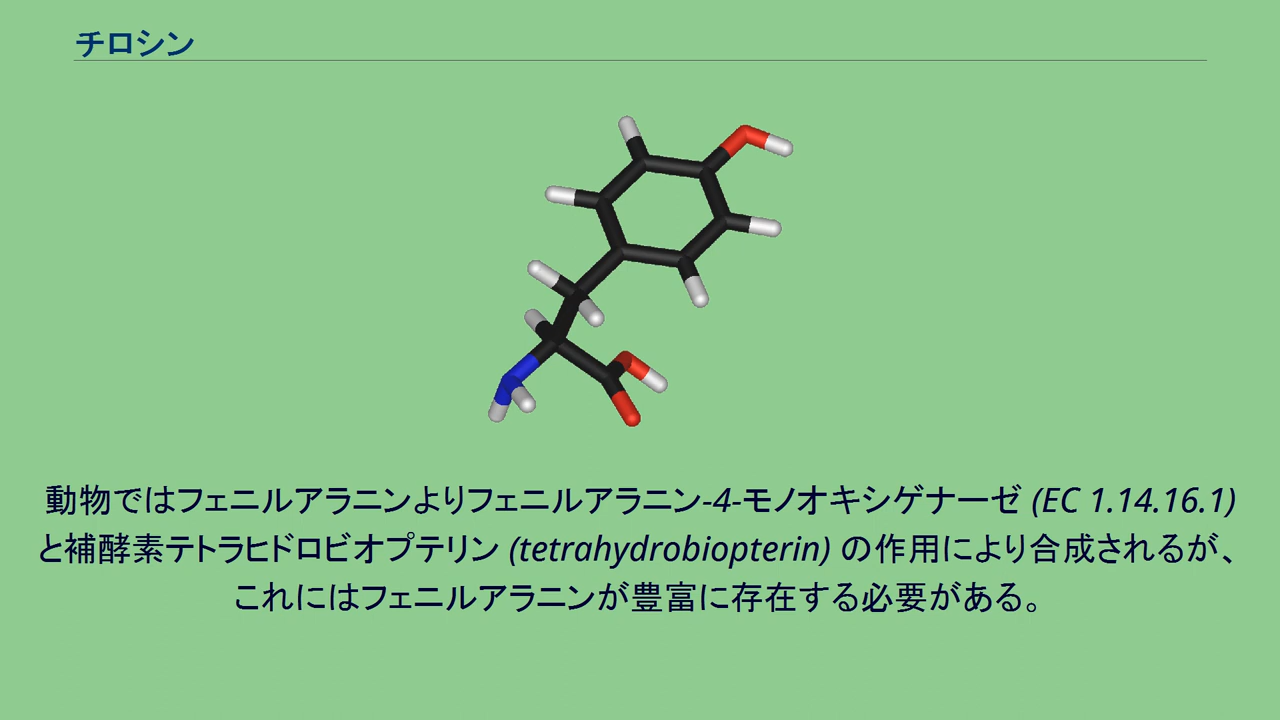 チロシン
動物ではフェニルアラニンよりフェニルアラニン-4-モノオキシゲナーゼ (EC 1.14.16.1)
と補酵素テトラヒドロビオプテリン (tetrahydrobiopterin) の作用により合成されるが、
これにはフェニルアラニンが豊富に存在する必要がある。